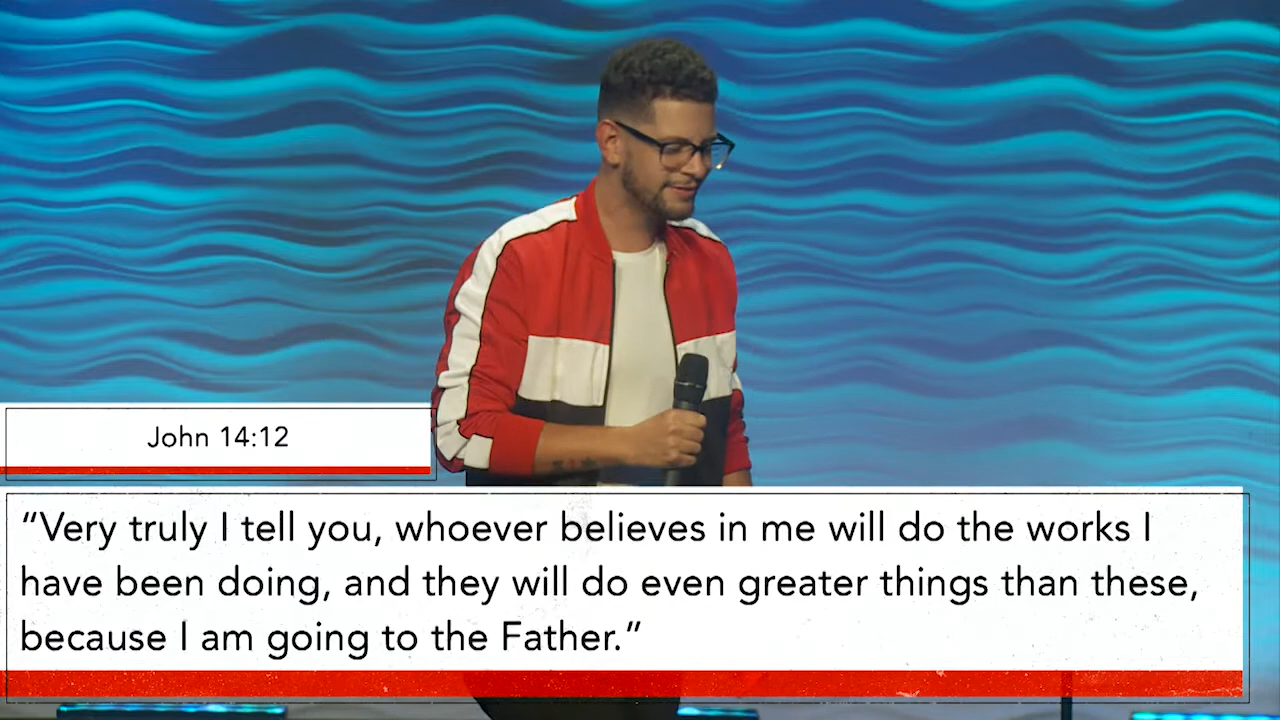 John 14:12
“Very truly I tell you, whoever believes in me will do the works I
have been doing, and they will do even greater things than these,
because I am going to the Father.”